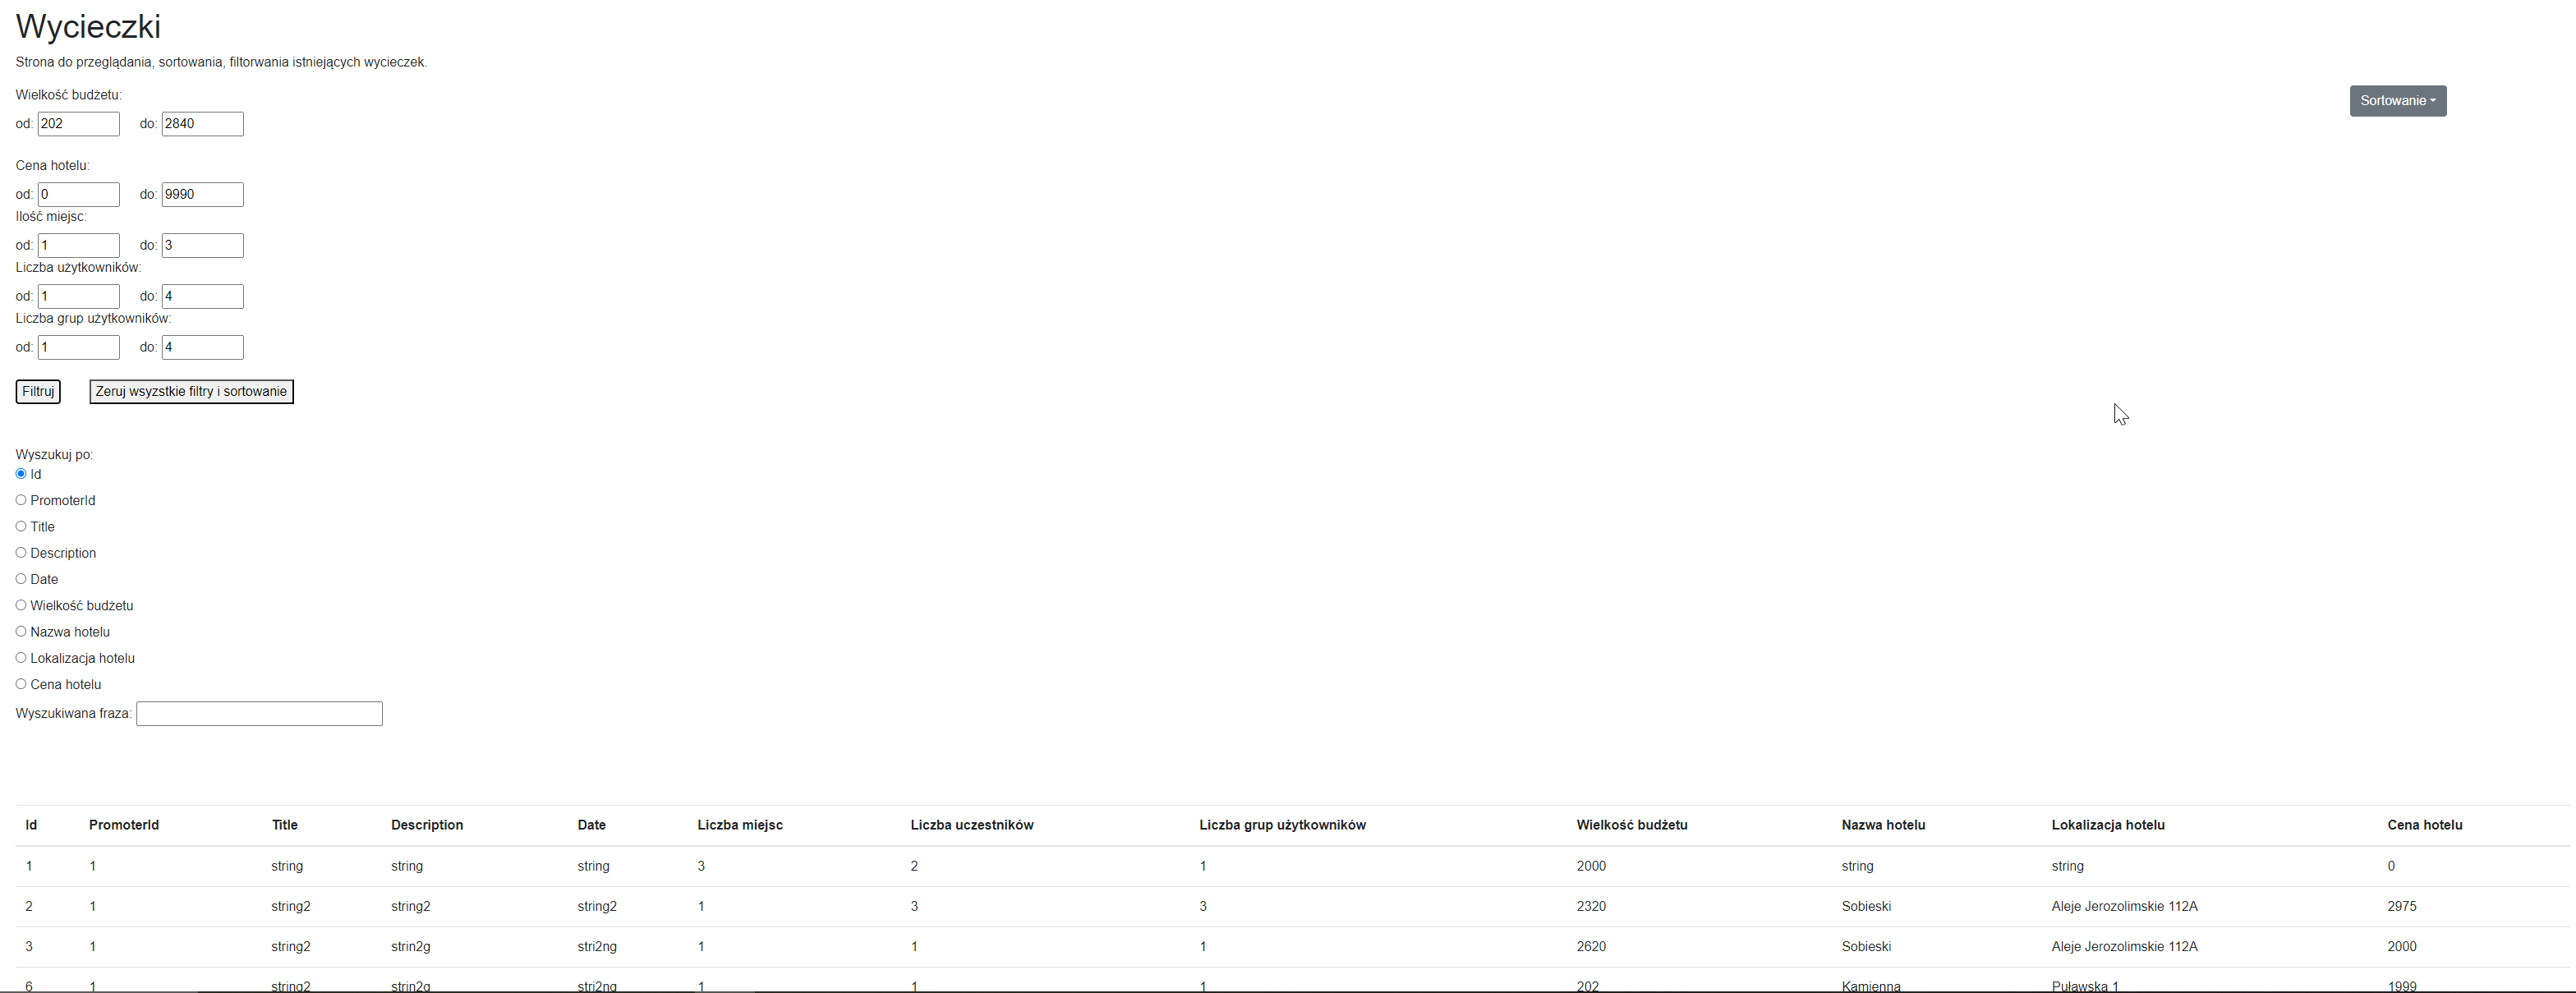 Wycieczki
Strona do przeglądania, sortowania, filtorwania istniejących wycieczek.
Wielkość budżetu:
Sortowanie
od: 202 do: 2840
Cena hotelu:
od: 0 do: 9990
Ilość miejsc:
od: 1 do: 3
Liczba użytkowników:
od: 1 do: 4
Liczba grup użytkowników:
od: 1 do: 4
Filtruj Zeruj wsyzstkie filtry i sortowanie
Wyszukuj po:
Id
PromoterId
Title
Description
Date
Wielkość budżetu
Nazwa hotelu
Lokalizacja hotelu
Cena hotelu
Wyszukiwana fraza:
Id PromoterId Title Description Date Liczba miejsc Liczba uczestników Liczba grup użytkowników Wielkość budżetu Nazwa hotelu Lokalizacja hotelu Cena hotelu
1 1 string string string 3 2 1 2000 string string 0
2 1 string2 string2 string2 1 3 3 2320 Sobieski Aleje Jerozolimskie 112A 2975
3 1 string2 strin2g stri2ng 1 1 1 2620 Sobieski Aleje Jerozolimskie 112A 2000
6 1 string2 strin2g stri2ng 1 1 1 202 Kamienna Puławska 1 1999